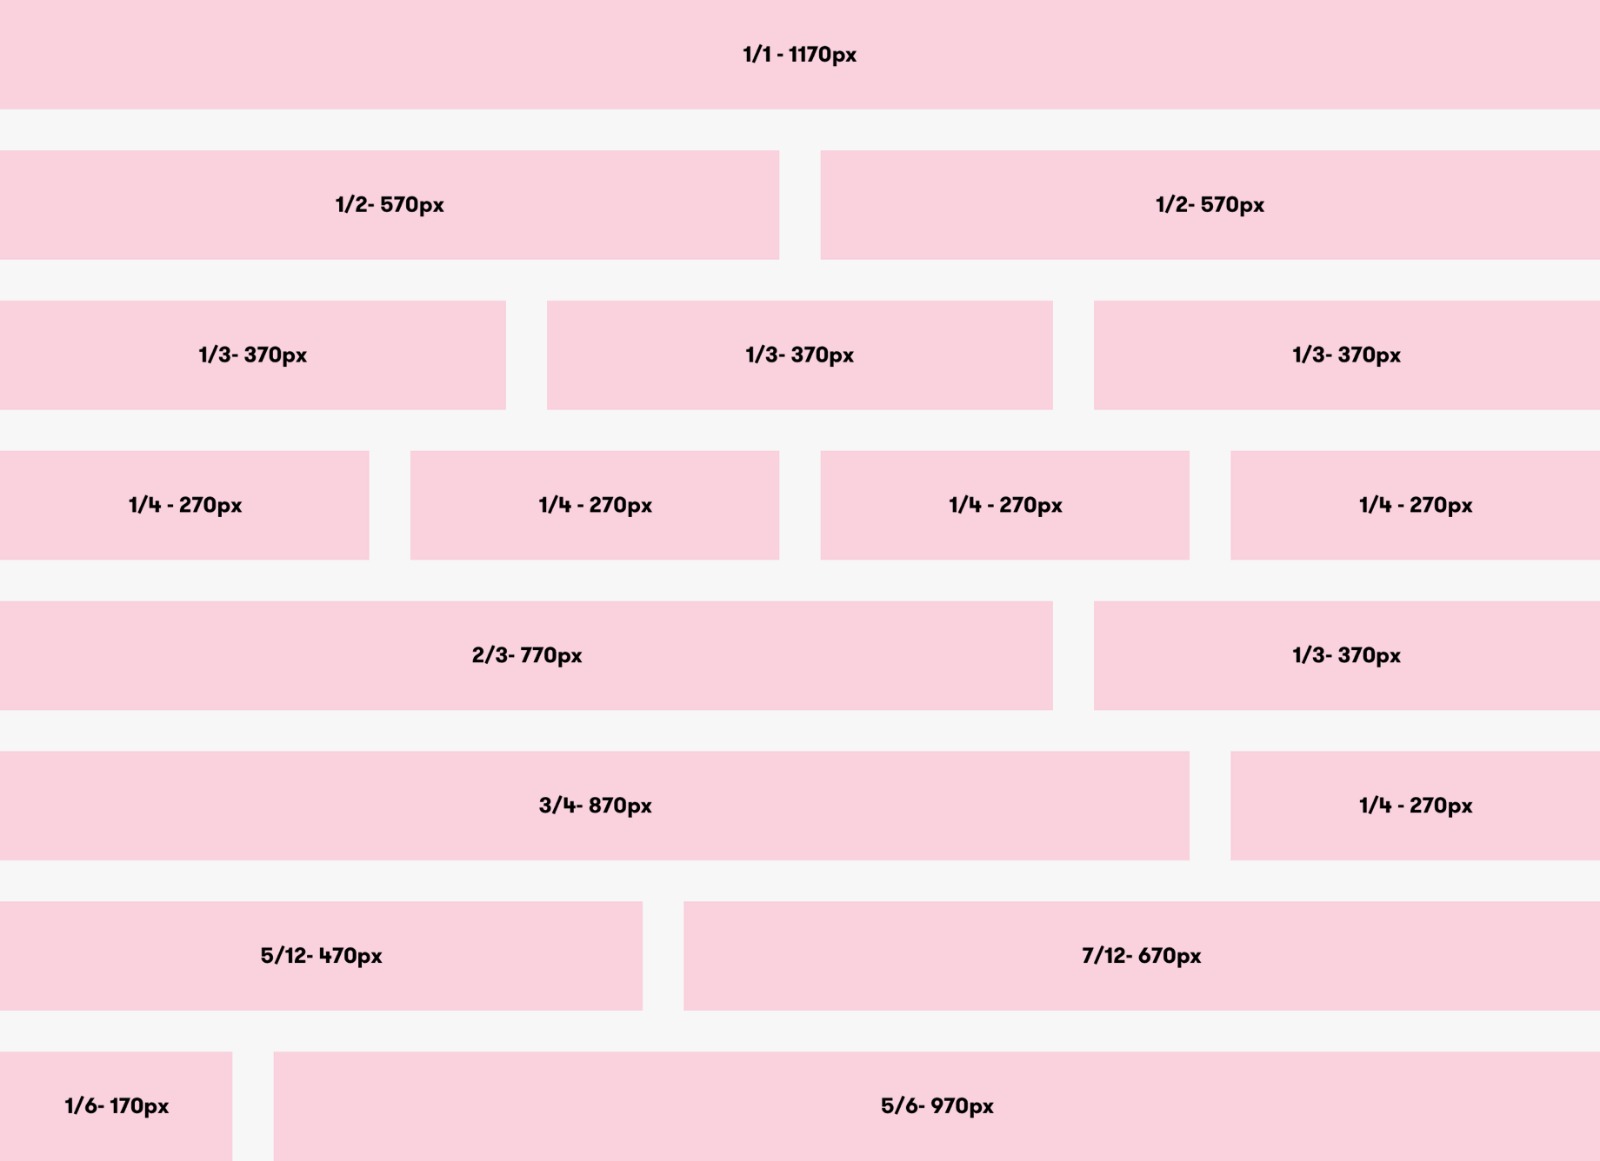 1/1 - 1170px
1/2- 570px
1/2- 570px
1/3- 370px
1/3- 370px
1/3- 370px
1/4 - 270px
1/4 - 270px
1/4 - 270px
1/4 - 270px
2/3- 770px
1/3- 370px
3/4- 870px
1/4 - 270px
5/12- 470px
7/12- 670px
1/6- 170px
5/6- 970px